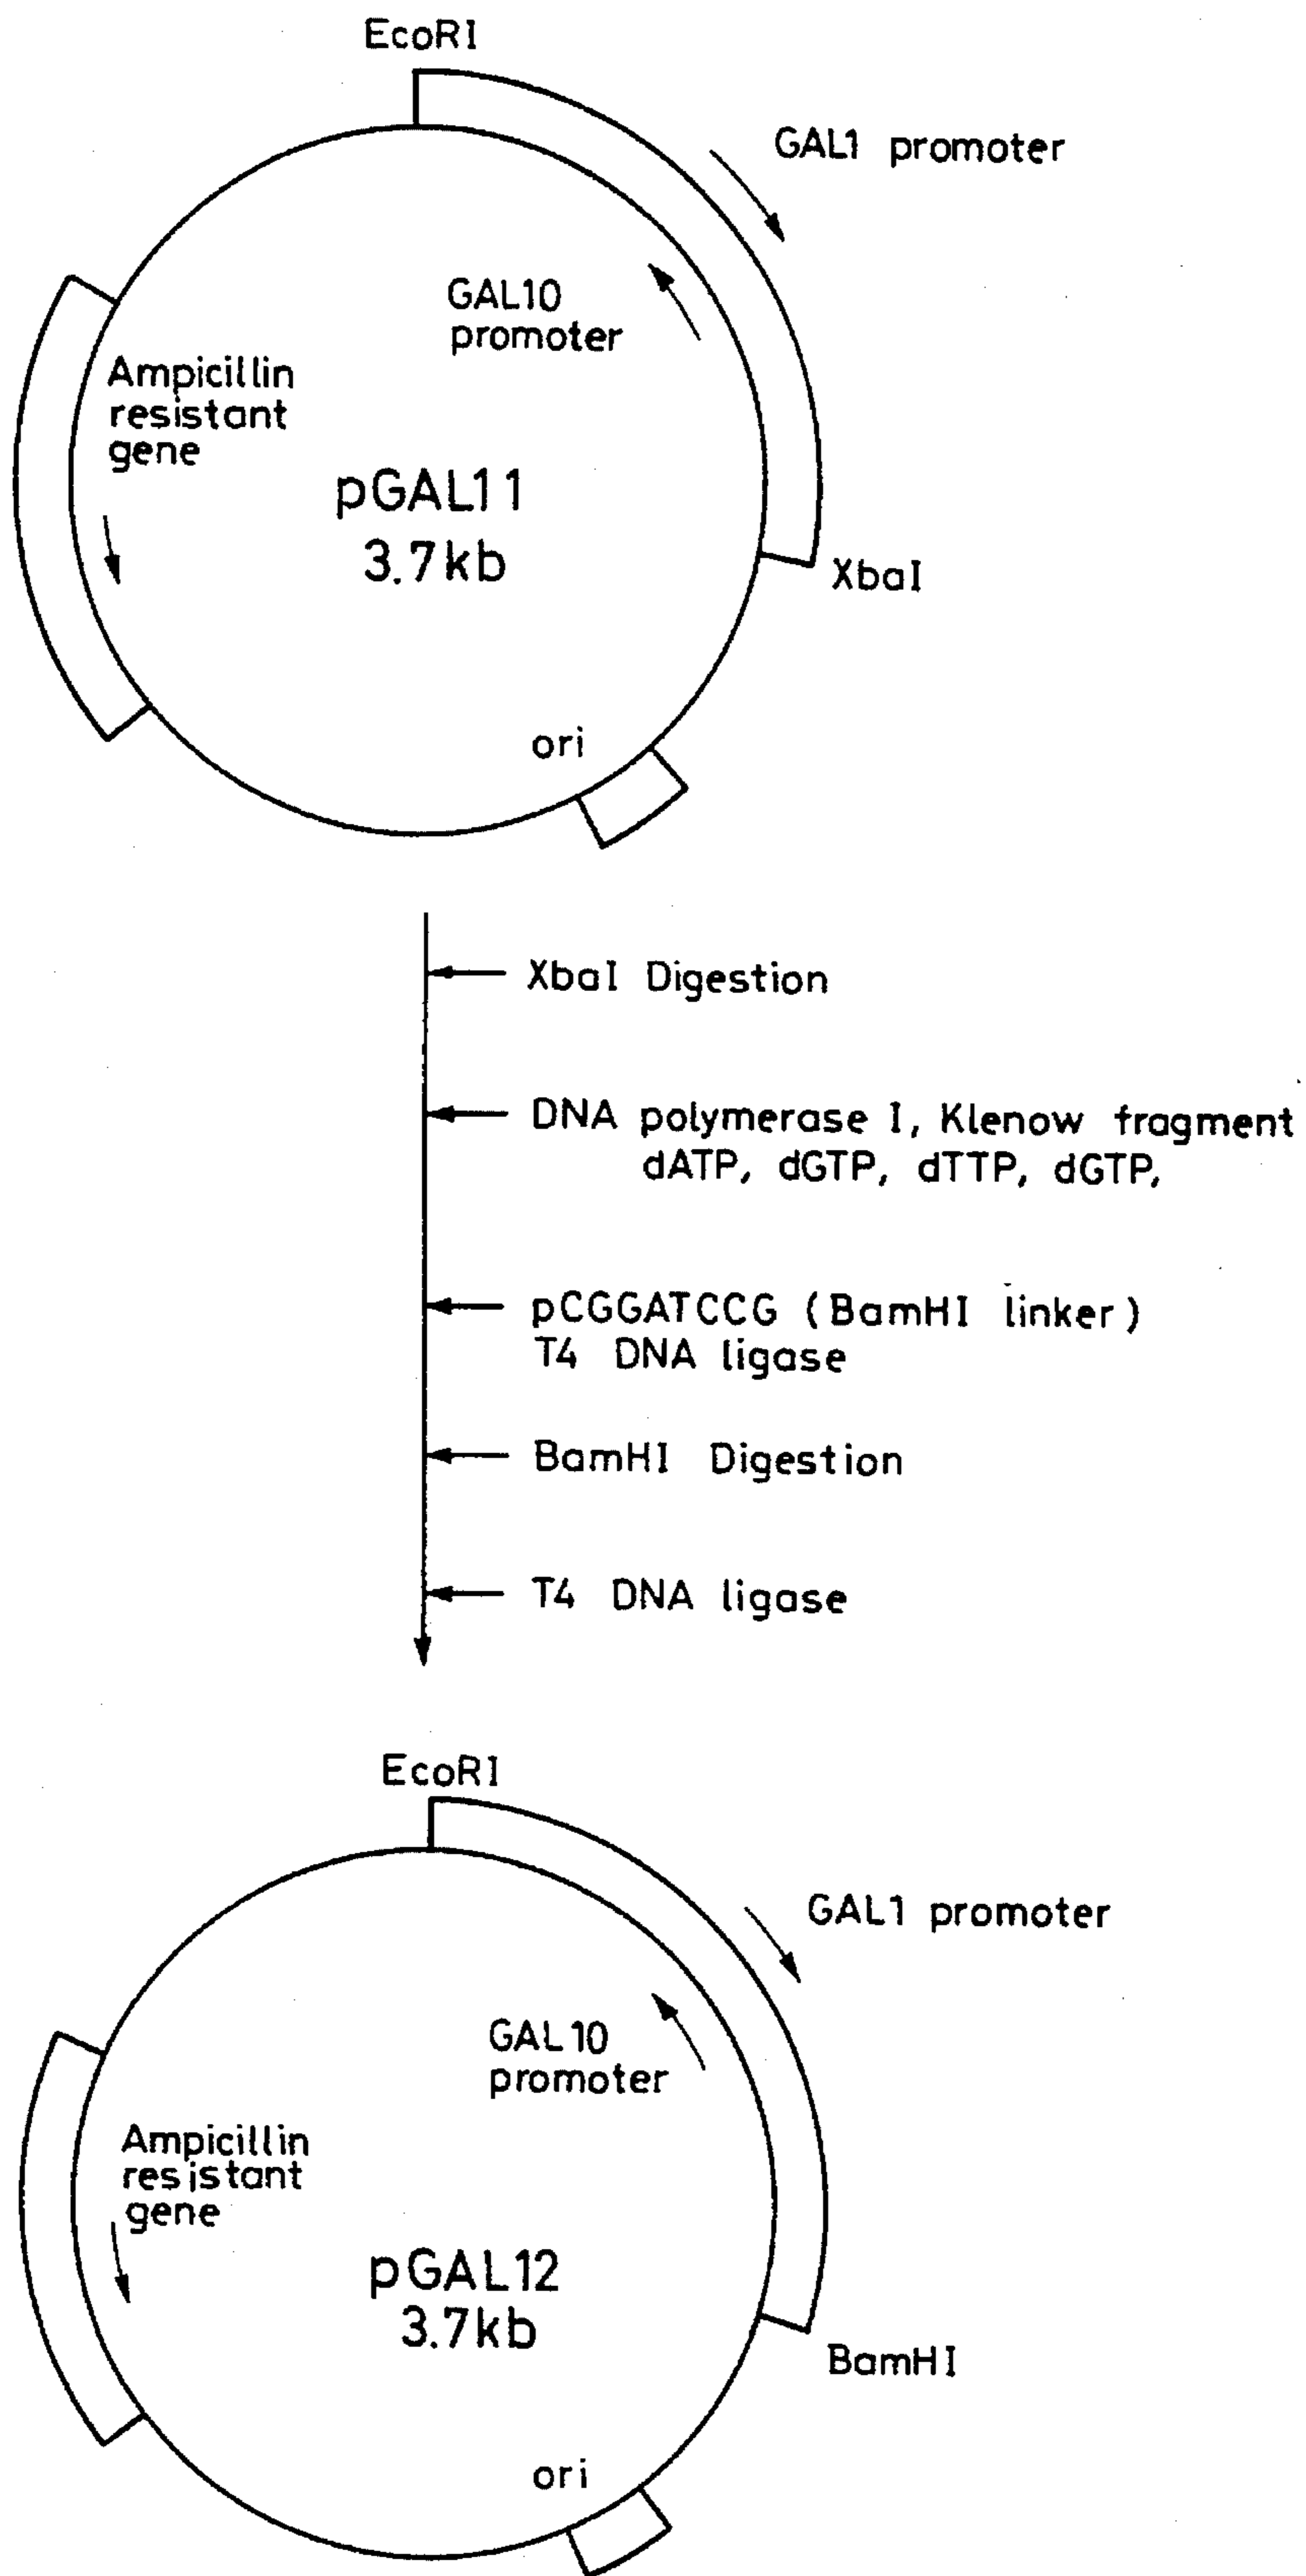 EcoRI
GAL1 promoter
GAL10
promoter
Ampicillin
resistant
gene
pGAL11
3.7kb
XbaI
ori
XbaI Digestion
DNA polymerase I, Klenow fragment
dATP, dGTP, dTTP, dGTP,
pCGGATCCG (BamHI linker)
T4 DNA ligase
BamHI Digestion
T4 DNA ligase
EcoRI
GAL1 promoter
GAL10
promoter
Ampicillin
resistant
gene
pGAL12
3.7kb
BamHI
ori